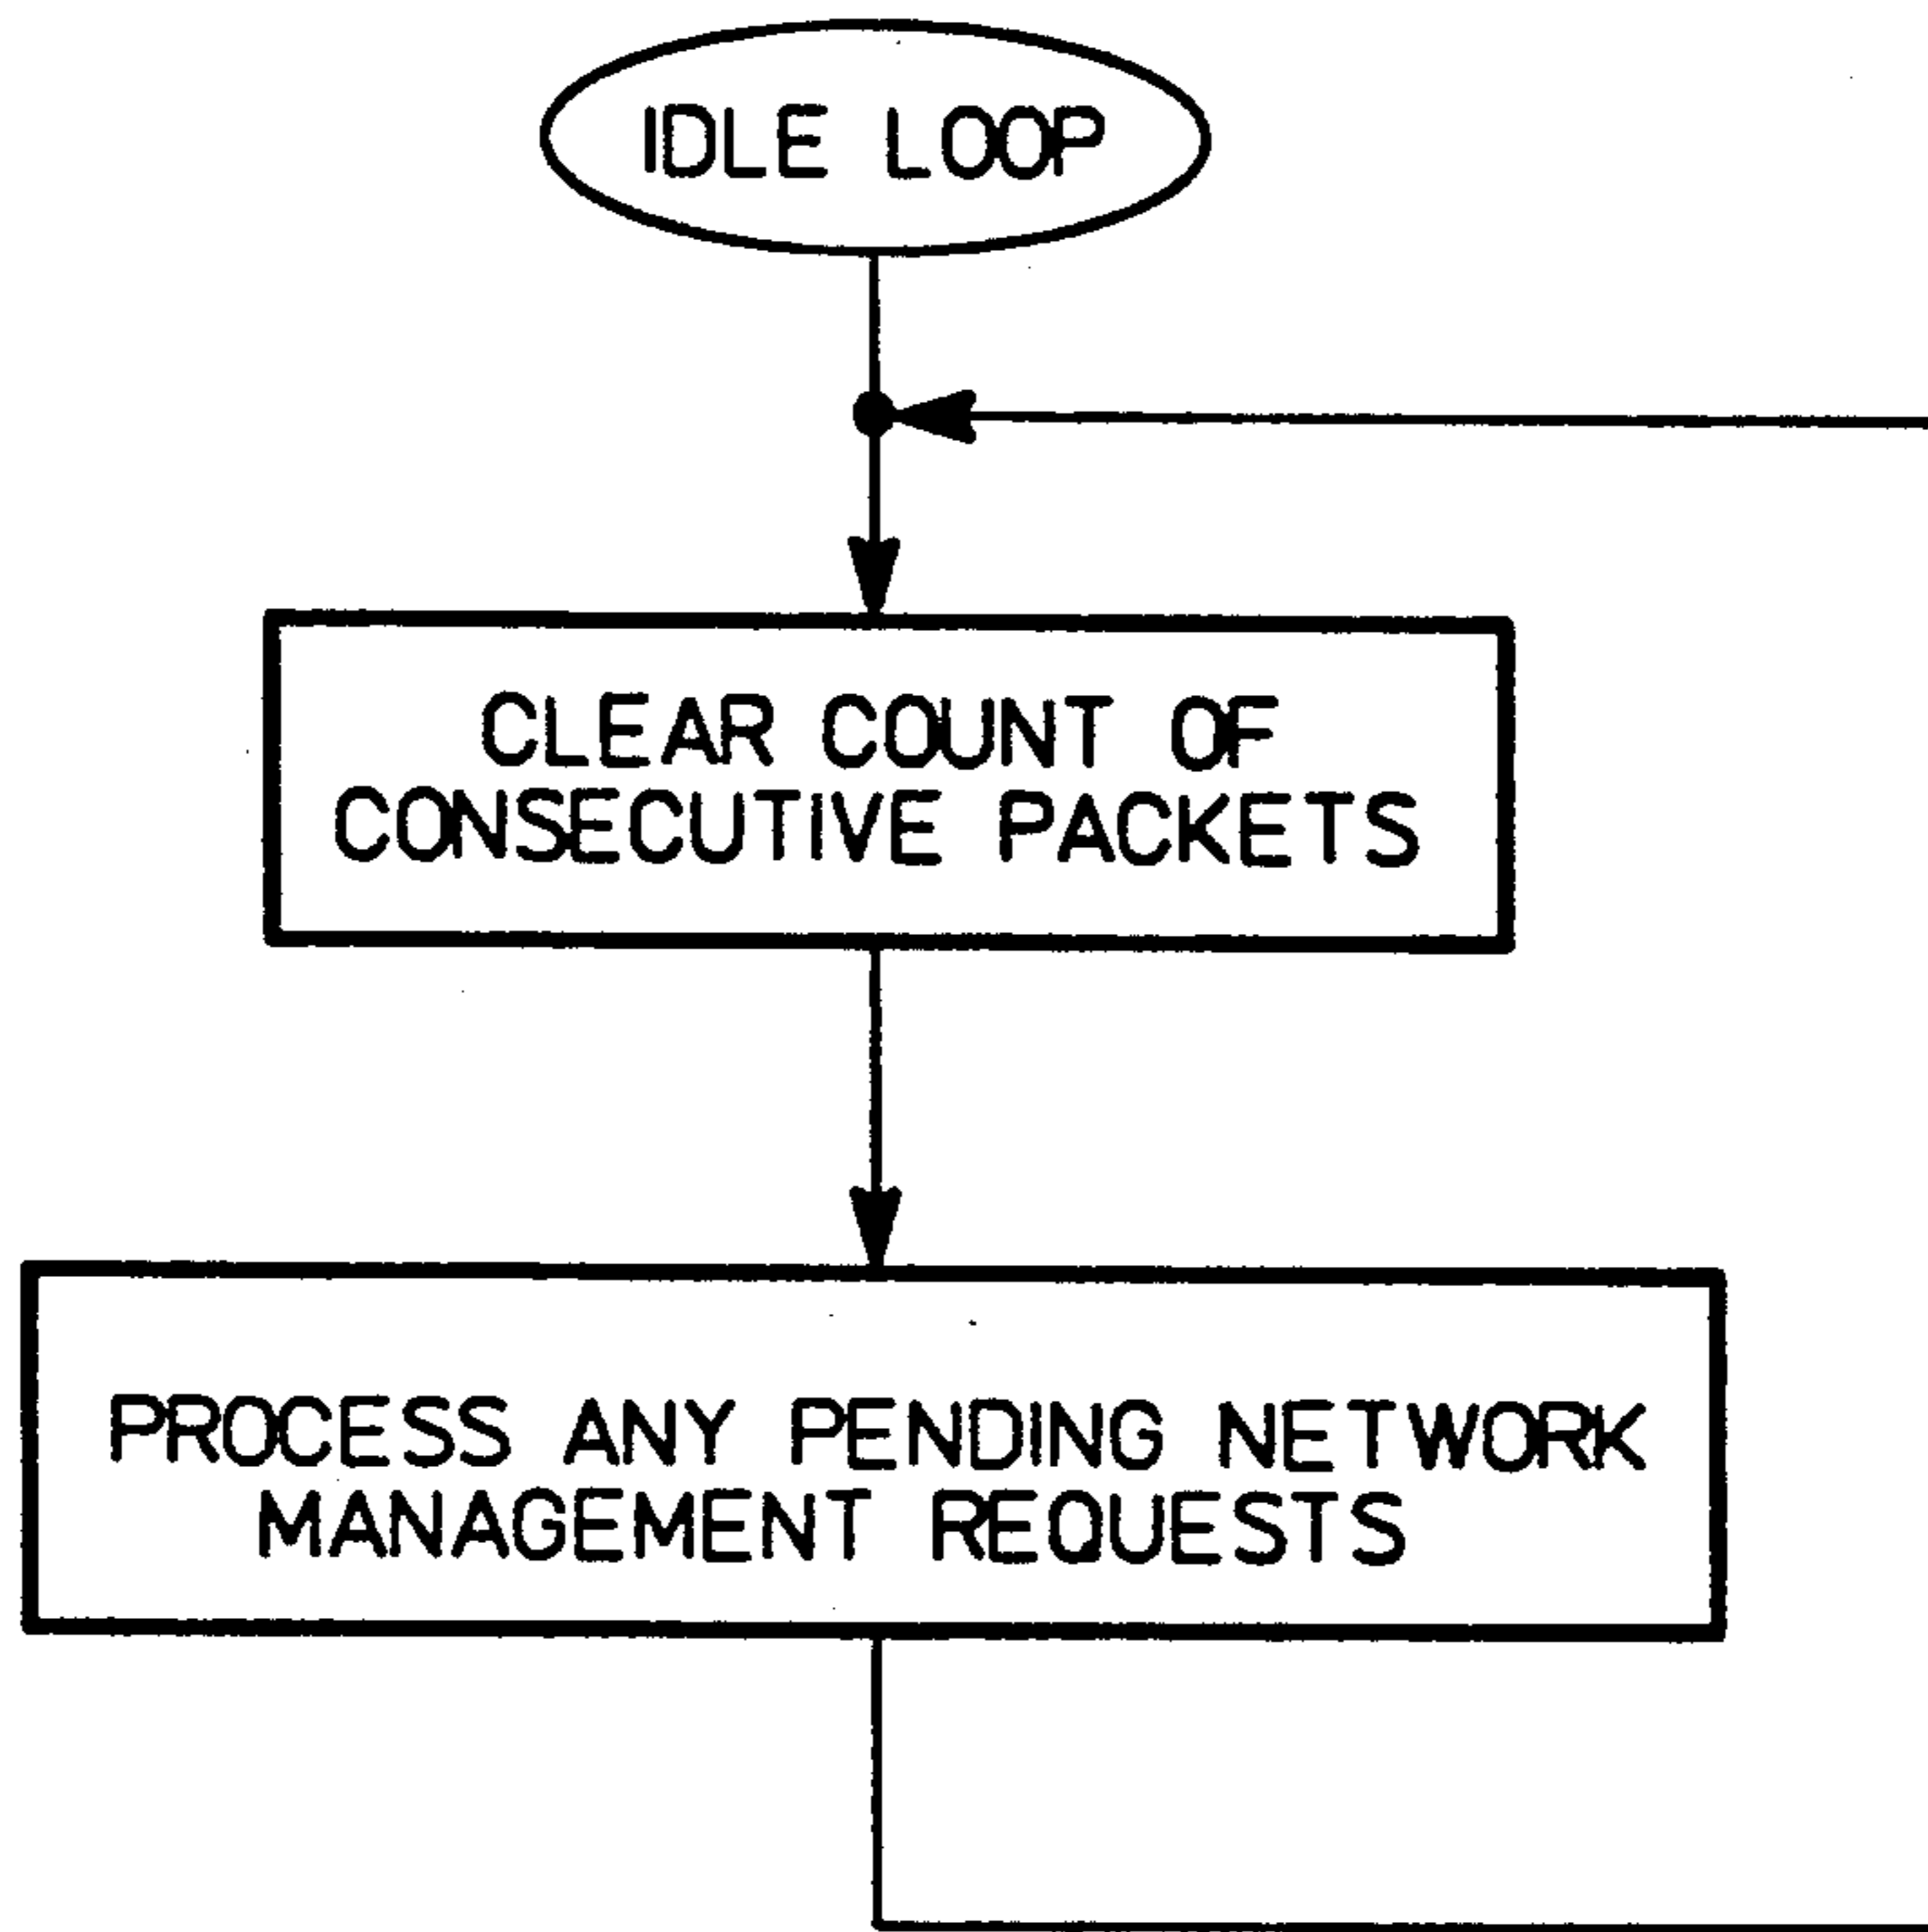 IDLE LOOP
CLEAR COUNT OF
CONSECUTIVE PACKETS
PROCESS ANY PENDING NETWORK
MANAGEMENT REQUESTS